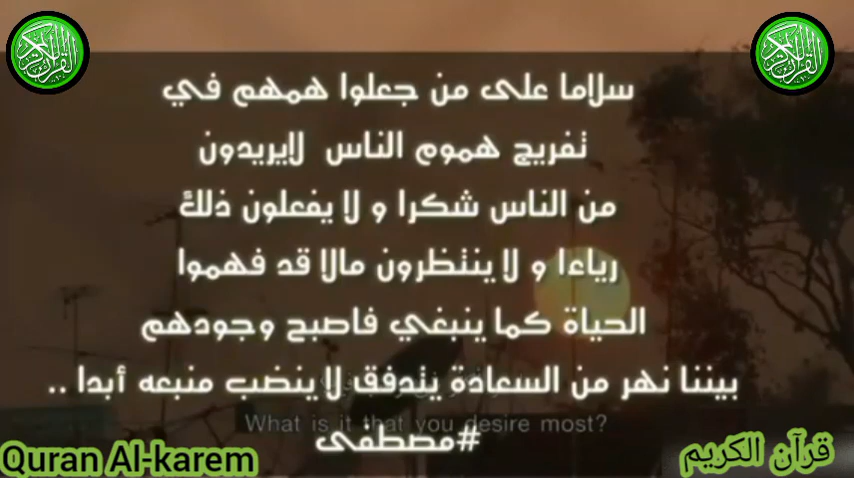 سلاما على من جعلوا همهم في
تفريج هموم الناس لايريدون
من الناس شكرا و لا يفعلون ذلك
رياءا و لا ينتظرون مالا قد فهموا
الحياة كما ينبغي فاصبح وجودهم
بيننا نهر من السعادة يتدفق لاينضب منبعه أبدا ..
What is it that you desire most?
#مصطفى
Quran Al-karem
قرآن الكريم